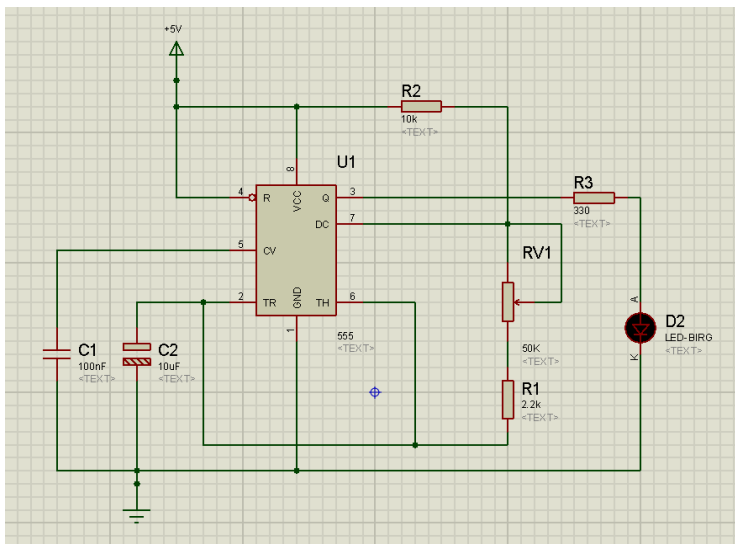 +5V
R2
10k
<TEXT>
U1
8
VCC
4
R
Q
3
R3
330
<TEXT>
DC
7
5
CV
RV1
2
TR
GND
TH
6
1
555
<TEXT>
50K
<TEXT>
A
D2
LED-BIRG
<TEXT>
K
C1
100nF
<TEXT>
C2
10uF
<TEXT>
R1
2.2k
<TEXT>